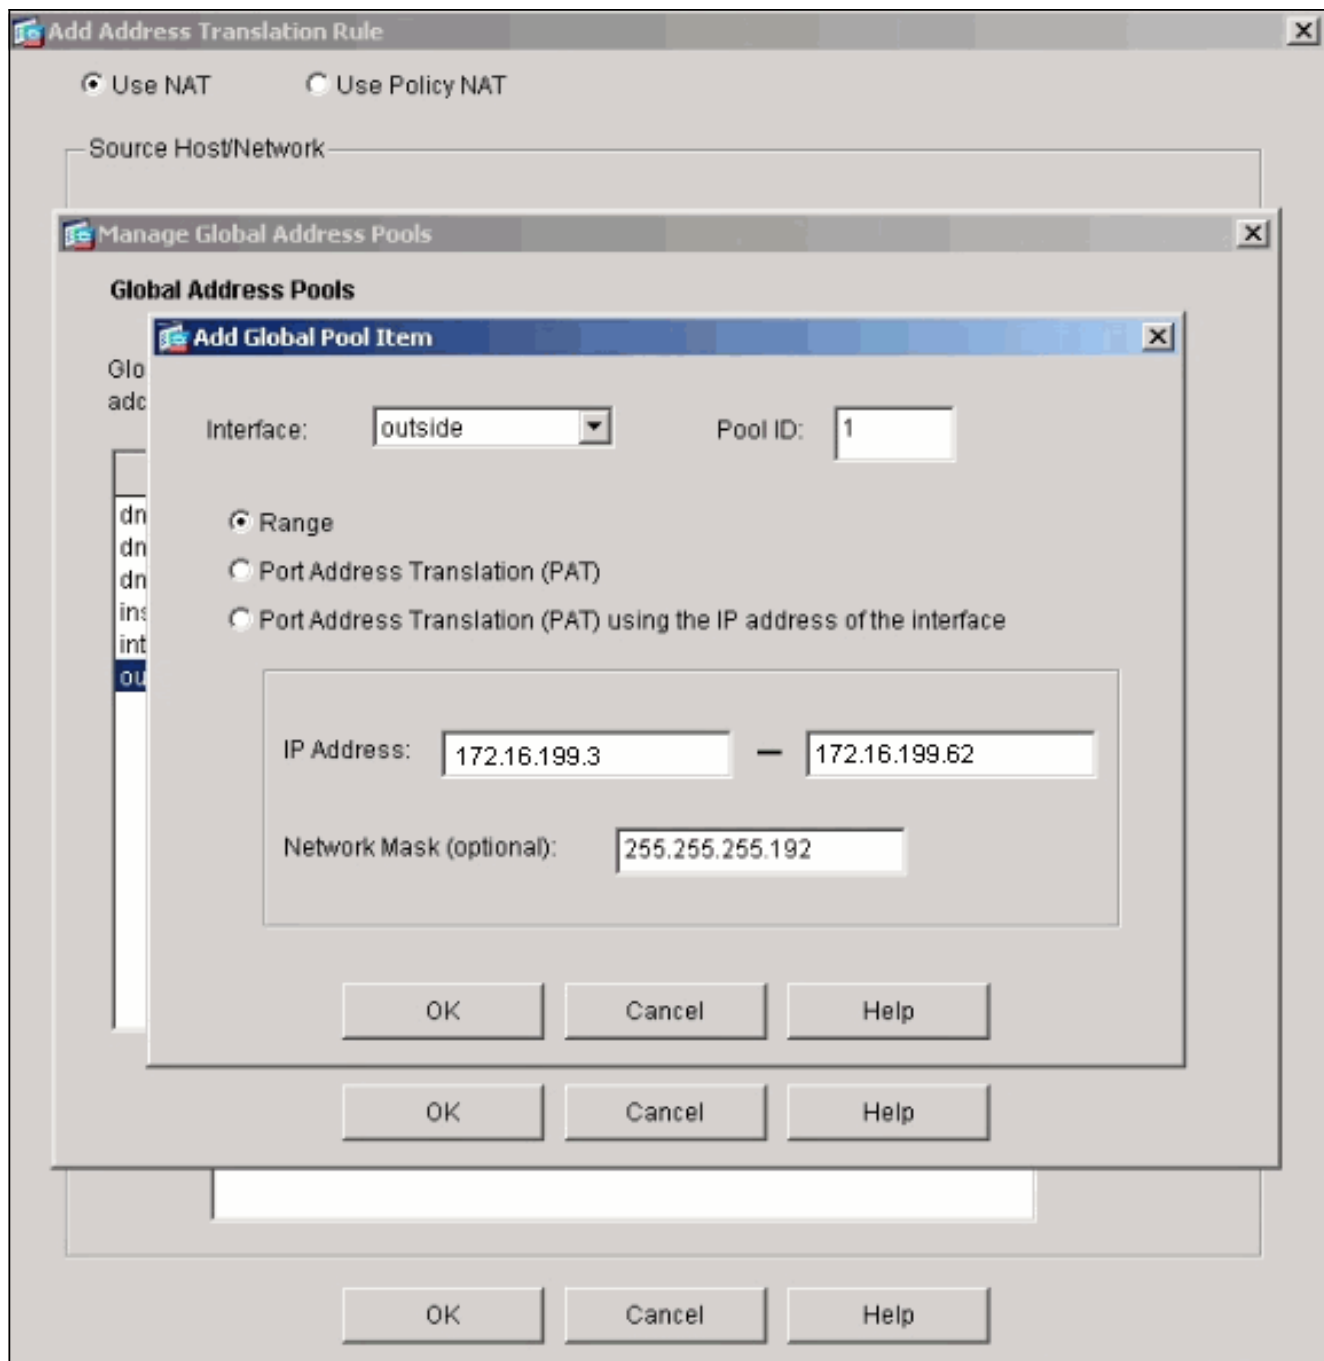 Add Address Translation Rule
Use NAT Use Policy NAT
Source Host/Network
Manage Global Address Pools
Global Address Pools
Add Global Pool Item
Glo
adc
Interface: outside Pool ID: 1
dn
dn
dn
ins
int
ou
Range
Port Address Translation (PAT)
Port Address Translation (PAT) using the IP address of the interface
IP Address: 172.16.199.3 — 172.16.199.62
Network Mask (optional): 255.255.255.192
OK Cancel Help
OK Cancel Help
OK Cancel Help